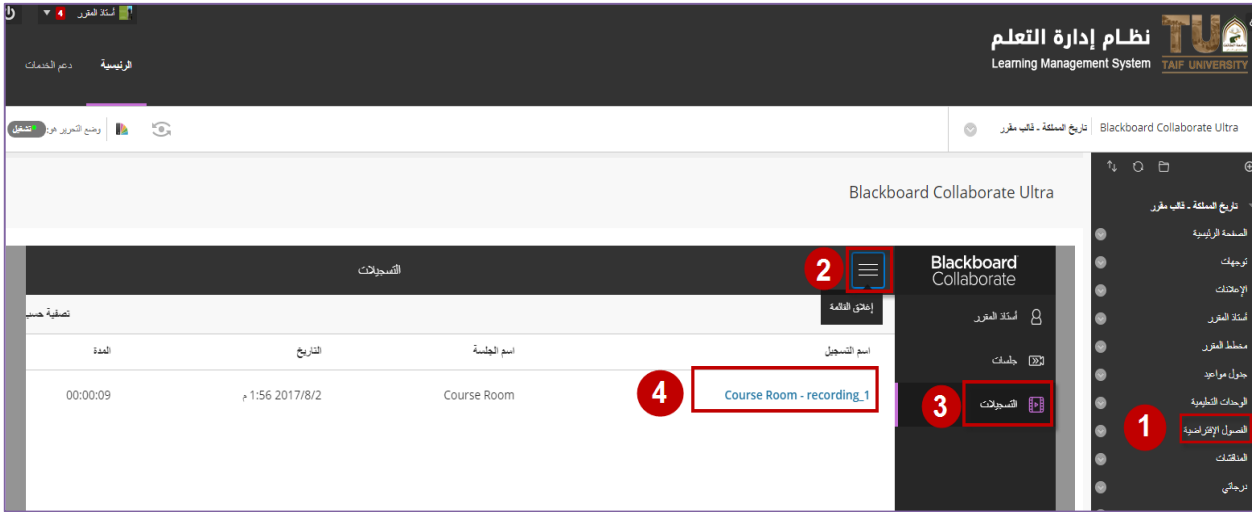 أستاذ المقرر 4
نظام إدارة التعلم
Learning Management System
TAIF UNIVERSITY
الرئيسية
دعم الخدمات
Blackboard Collaborate Ultra
تاريخ المملكة - قالب مقرر
وضع التحرير هو:
تشغيل
تاريخ المملكة - قالب مقرر
الصفحة الرئيسية
توجهات
الإعلانات
أستاذ المقرر
مخطط المقرر
جدول مواعيد
الوحدات التعليمية
الفصول الإفتراضية
1
المناقشات
درجاتي
Blackboard Collaborate Ultra
Blackboard
Collaborate
أستاذ المقرر
جلسات
التسجيلات
3
2
التسجيلات
إغلاق القائمة
تصفية حسب
اسم التسجيل
اسم الجلسة
التاريخ
المدة
Course Room - recording_1
4
Course Room
2017/8/2 1:56 م
00:00:09